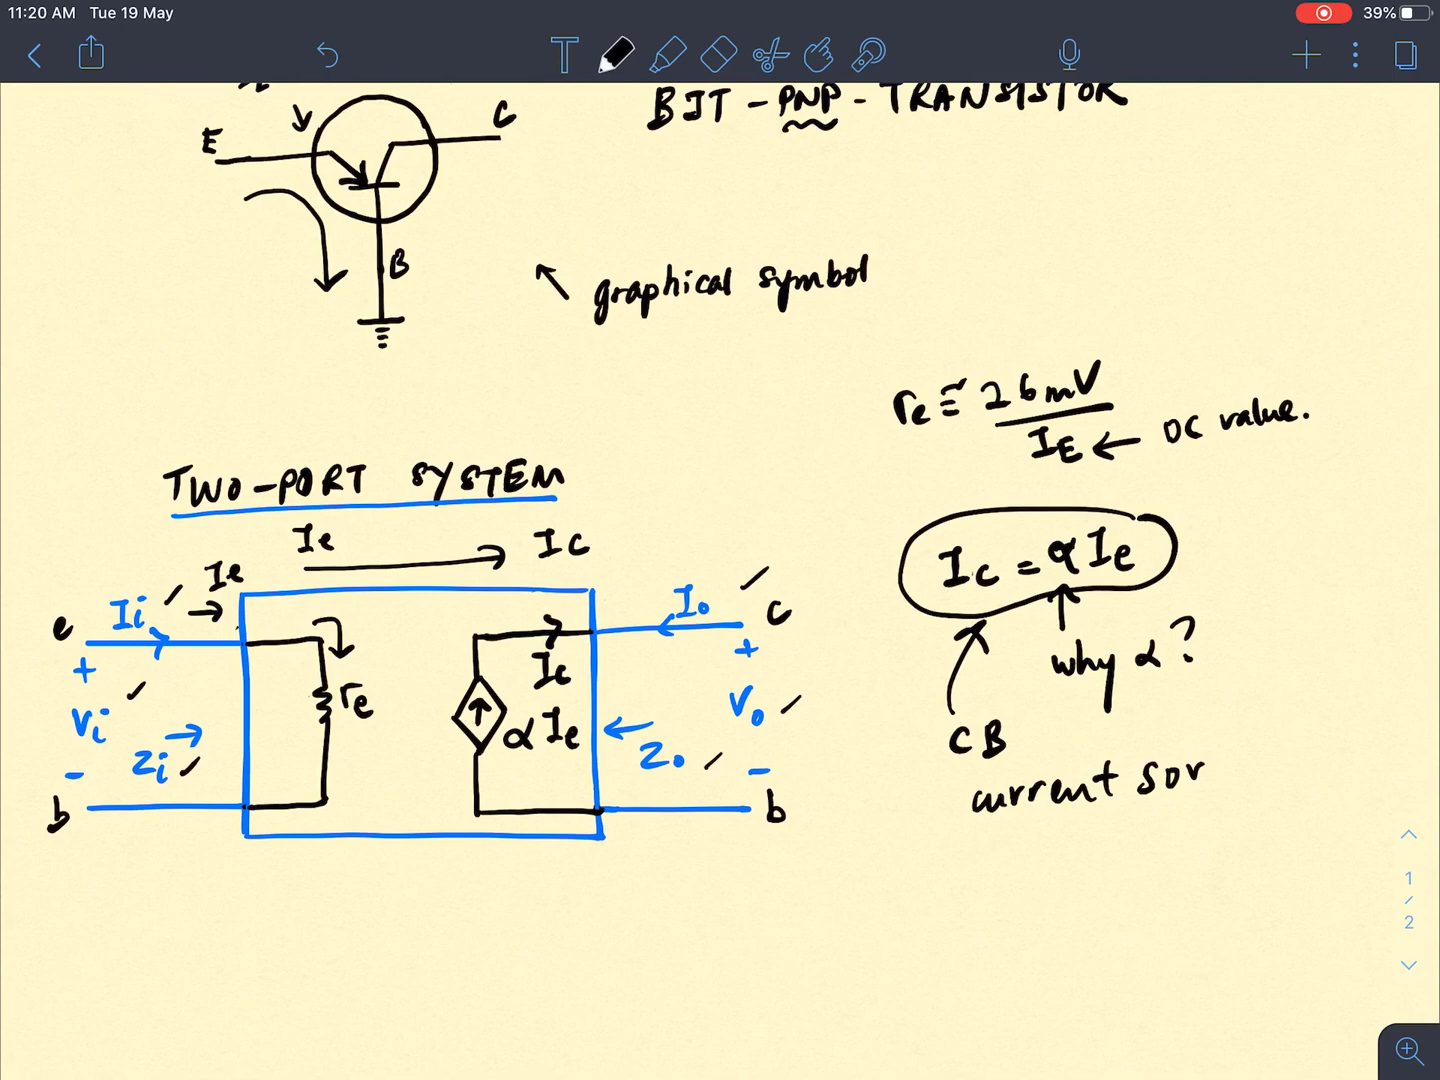 11:20 AM Tue 19 May
39%
T
BJT - PNP - TRANSISTOR
E
C
B
graphical symbol
re ≅ 26mV
IE ← DC value.
TWO-PORT SYSTEM
Ie → Ic
Ic = αIe
Ie
e Ii
Io c
+
+
why α?
Ic
re
Vi
Vo
αIe
CB
Zi
Zo
-
-
current sor
b
b
1
/
2